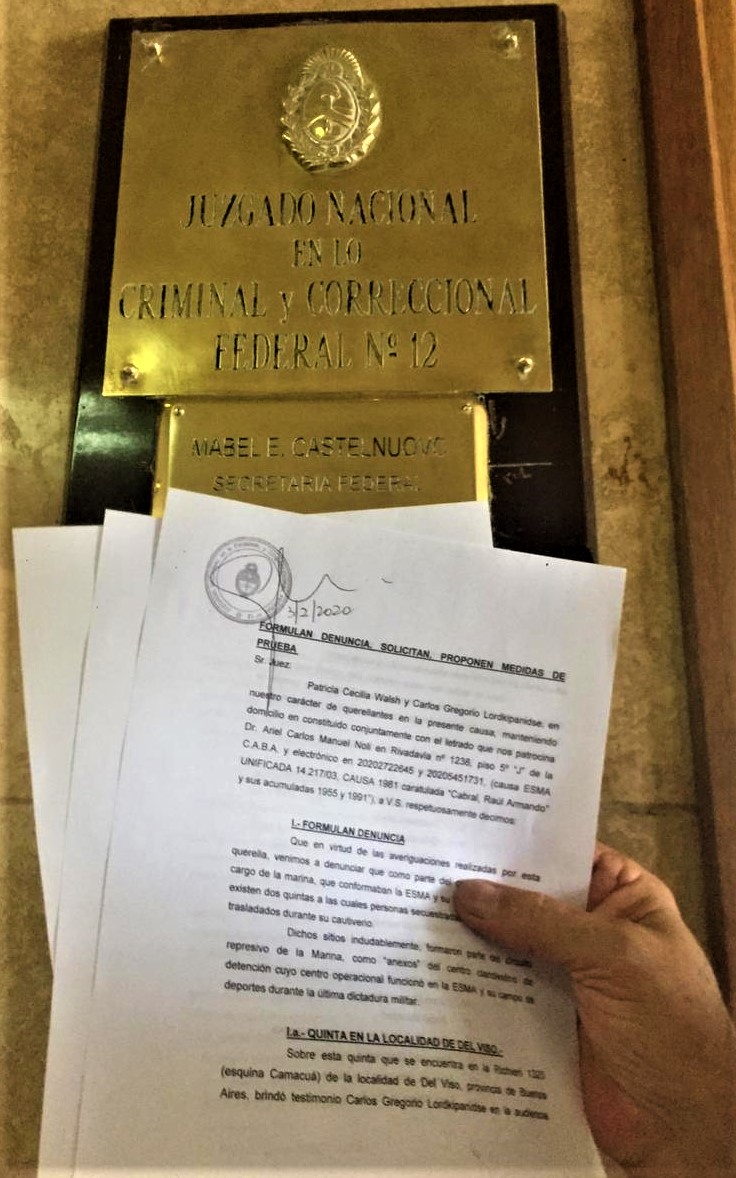 JUZGADO NACIONAL
EN LO
CRIMINAL y CORRECCIONAL
FEDERAL Nº 12
MABEL E. CASTELNUOVO
SECRETARIA FEDERAL
3/2/2020
FORMULAN DENUNCIA, SOLICITAN, PROPONEN MEDIDAS DE
PRUEBA
Sr. Juez:
Patricia Cecilia Walsh y Carlos Gregorio Lordkipanidse, en
nuestro carácter de querellantes en la presente causa, manteniendo
domicilio en constituido conjuntamente con el letrado que nos patrocina
Dr. Ariel Carlos Manuel Noli en Rivadavia nº 1236, piso 5º "J" de la
C.A.B.A. y electrónico en 20202722645 y 20205451731, (causa ESMA
UNIFICADA 14.217/03, CAUSA 1981 caratulada "Cabral, Raúl Armando"
y sus acumuladas 1955 y 1991"), a V.S. respetuosamente decimos:
I.- FORMULAN DENUNCIA
Que en virtud de las averiguaciones realizadas por esta
querella, venimos a denunciar que como parte del
cargo de la marina, que conformaban la ESMA y su
existen dos quintas a las cuales personas
trasladados durante su cautiverio.
Dichos sitios indudablemente, formaron parte de circuito
represivo de la Marina, como "anexos" del centro clandestino de
detención cuyo centro operacional funcionó en la ESMA y su campo de
deportes durante la última dictadura militar.
I.a.- QUINTA EN LA LOCALIDAD DE DEL VISO.-
Sobre esta quinta que se encuentra en la Richieri 1325
(esquina Camacuá) de la localidad de Del Viso, provincia de Buenos
Aires, brindó testimonio Carlos Gregorio Lordkipanidse en la audiencia